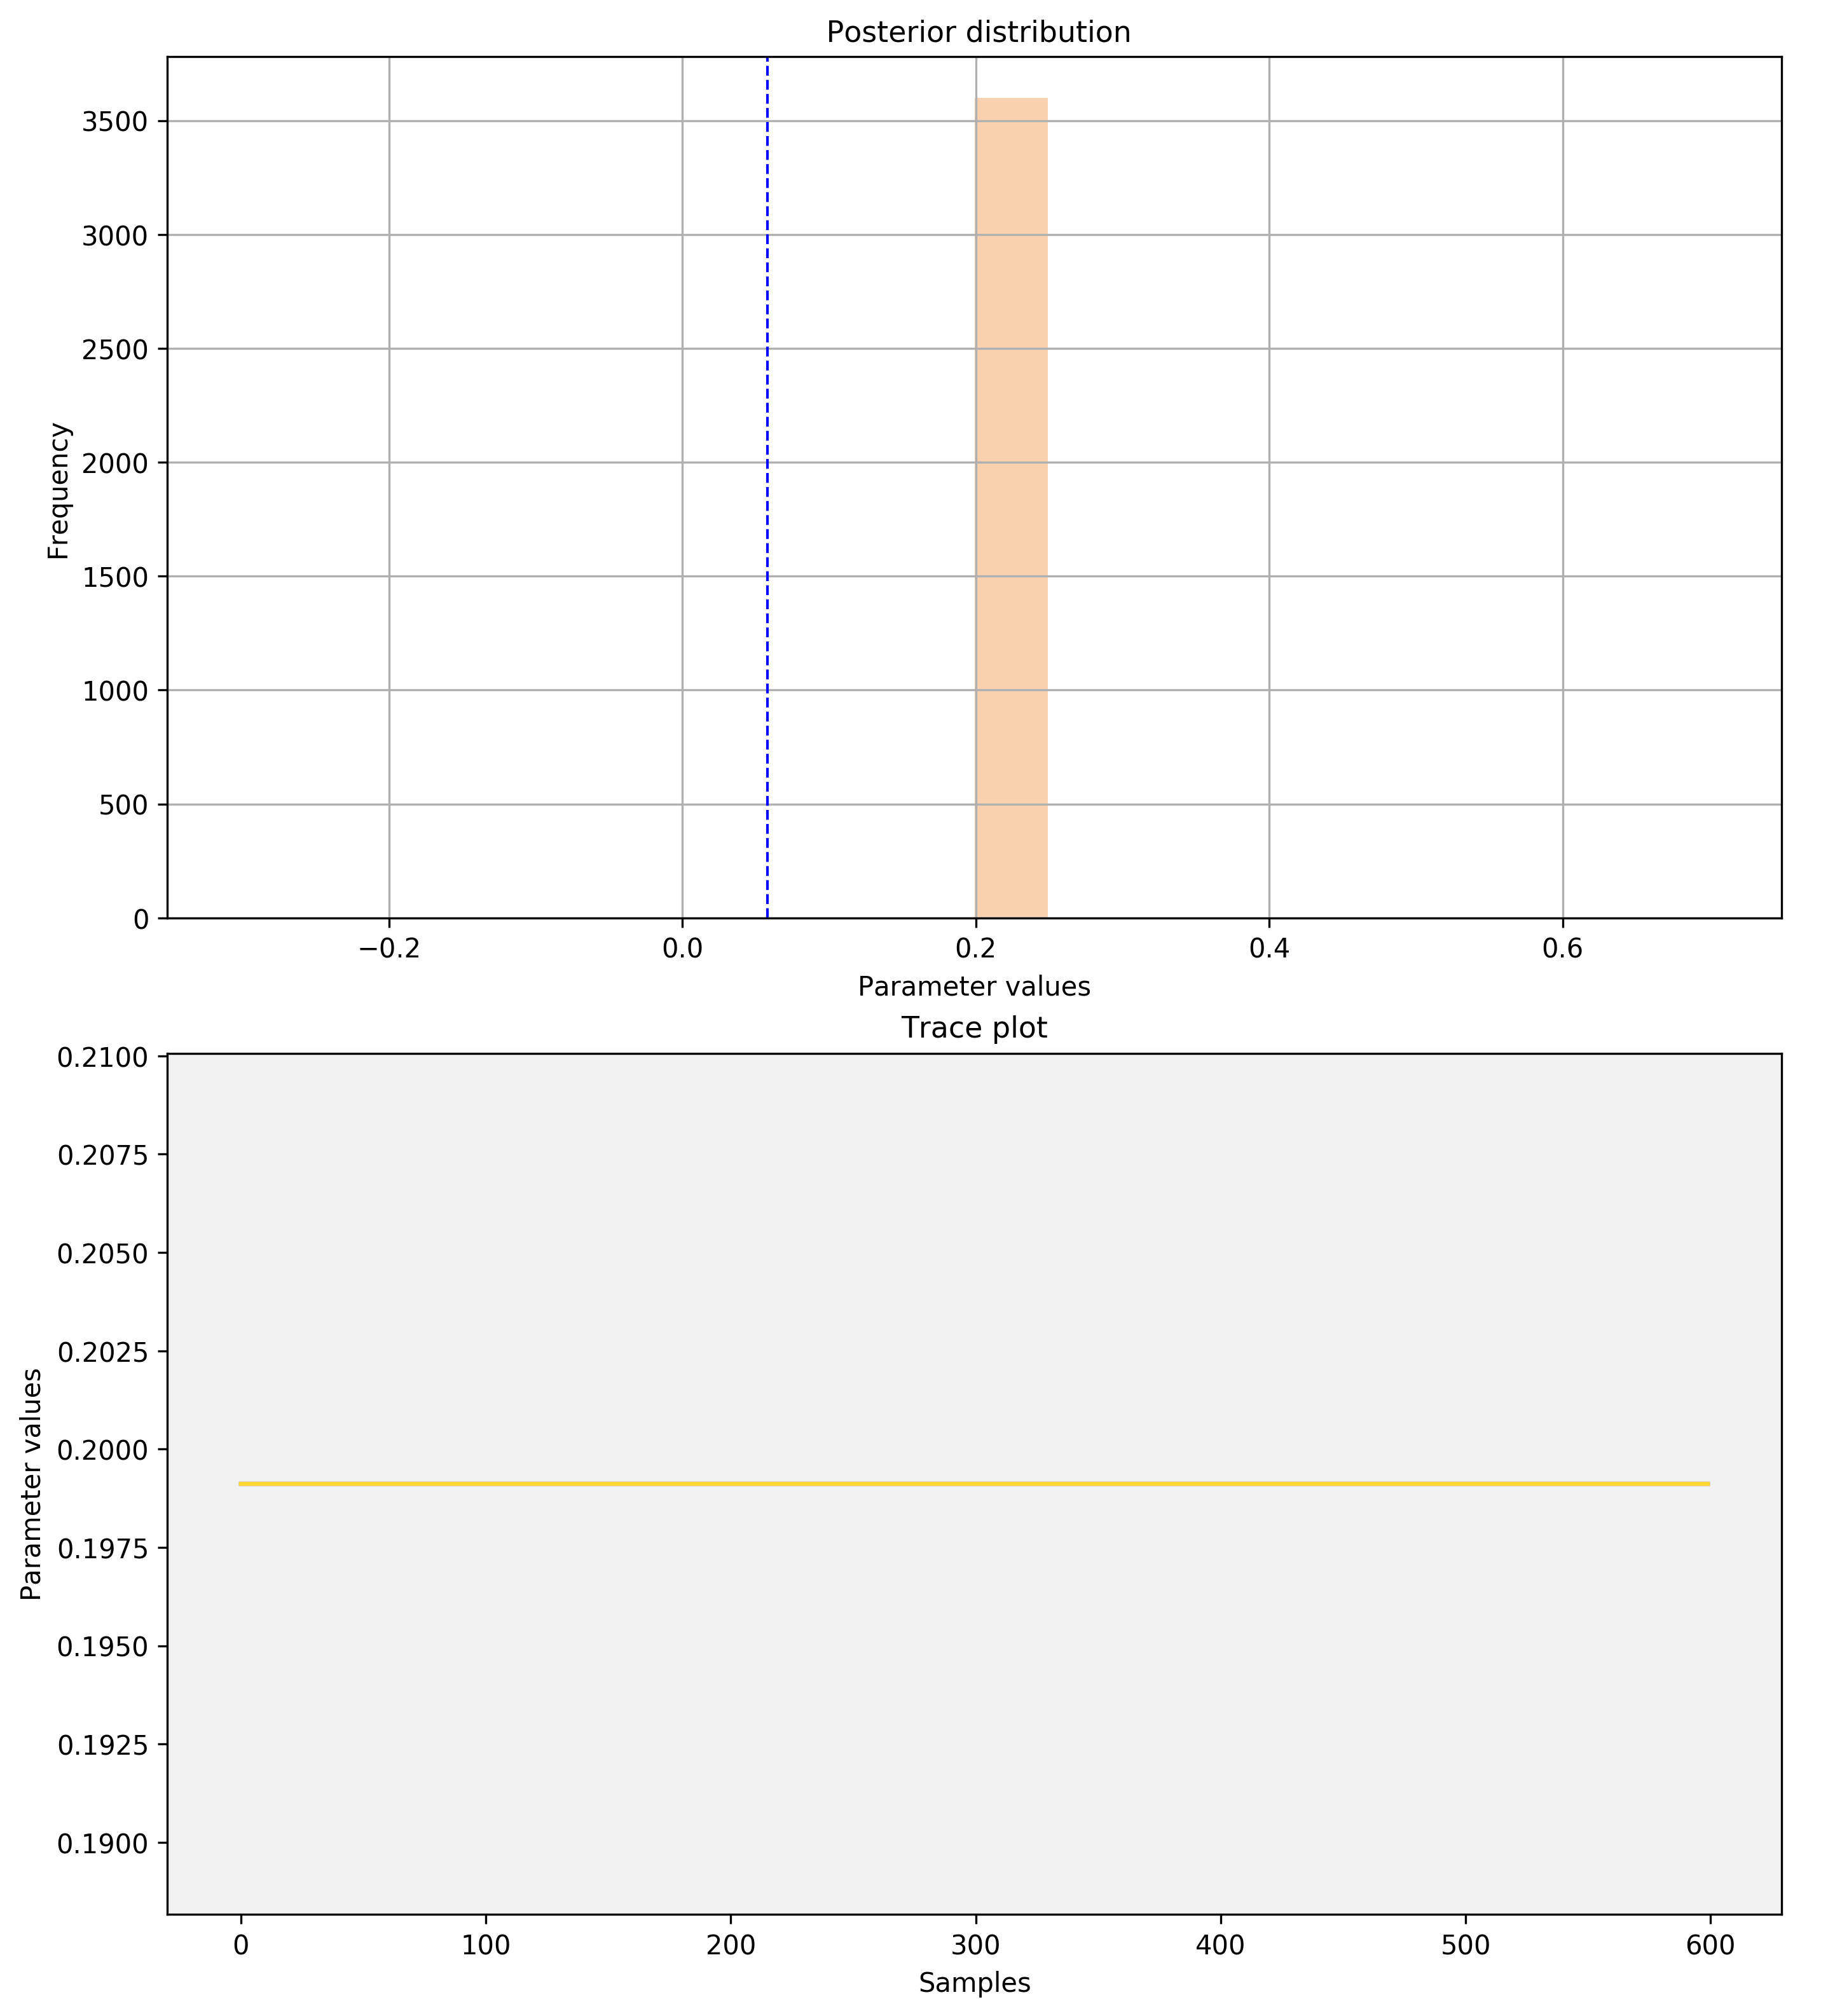 Posterior distribution
3500
3000
2500
2000
1500
1000
500
0
Frequency
−0.2 0.0 0.2 0.4 0.6
Parameter values
Trace plot
0.2100
0.2075
0.2050
0.2025
0.2000
0.1975
0.1950
0.1925
0.1900
Parameter values
0 100 200 300 400 500 600
Samples